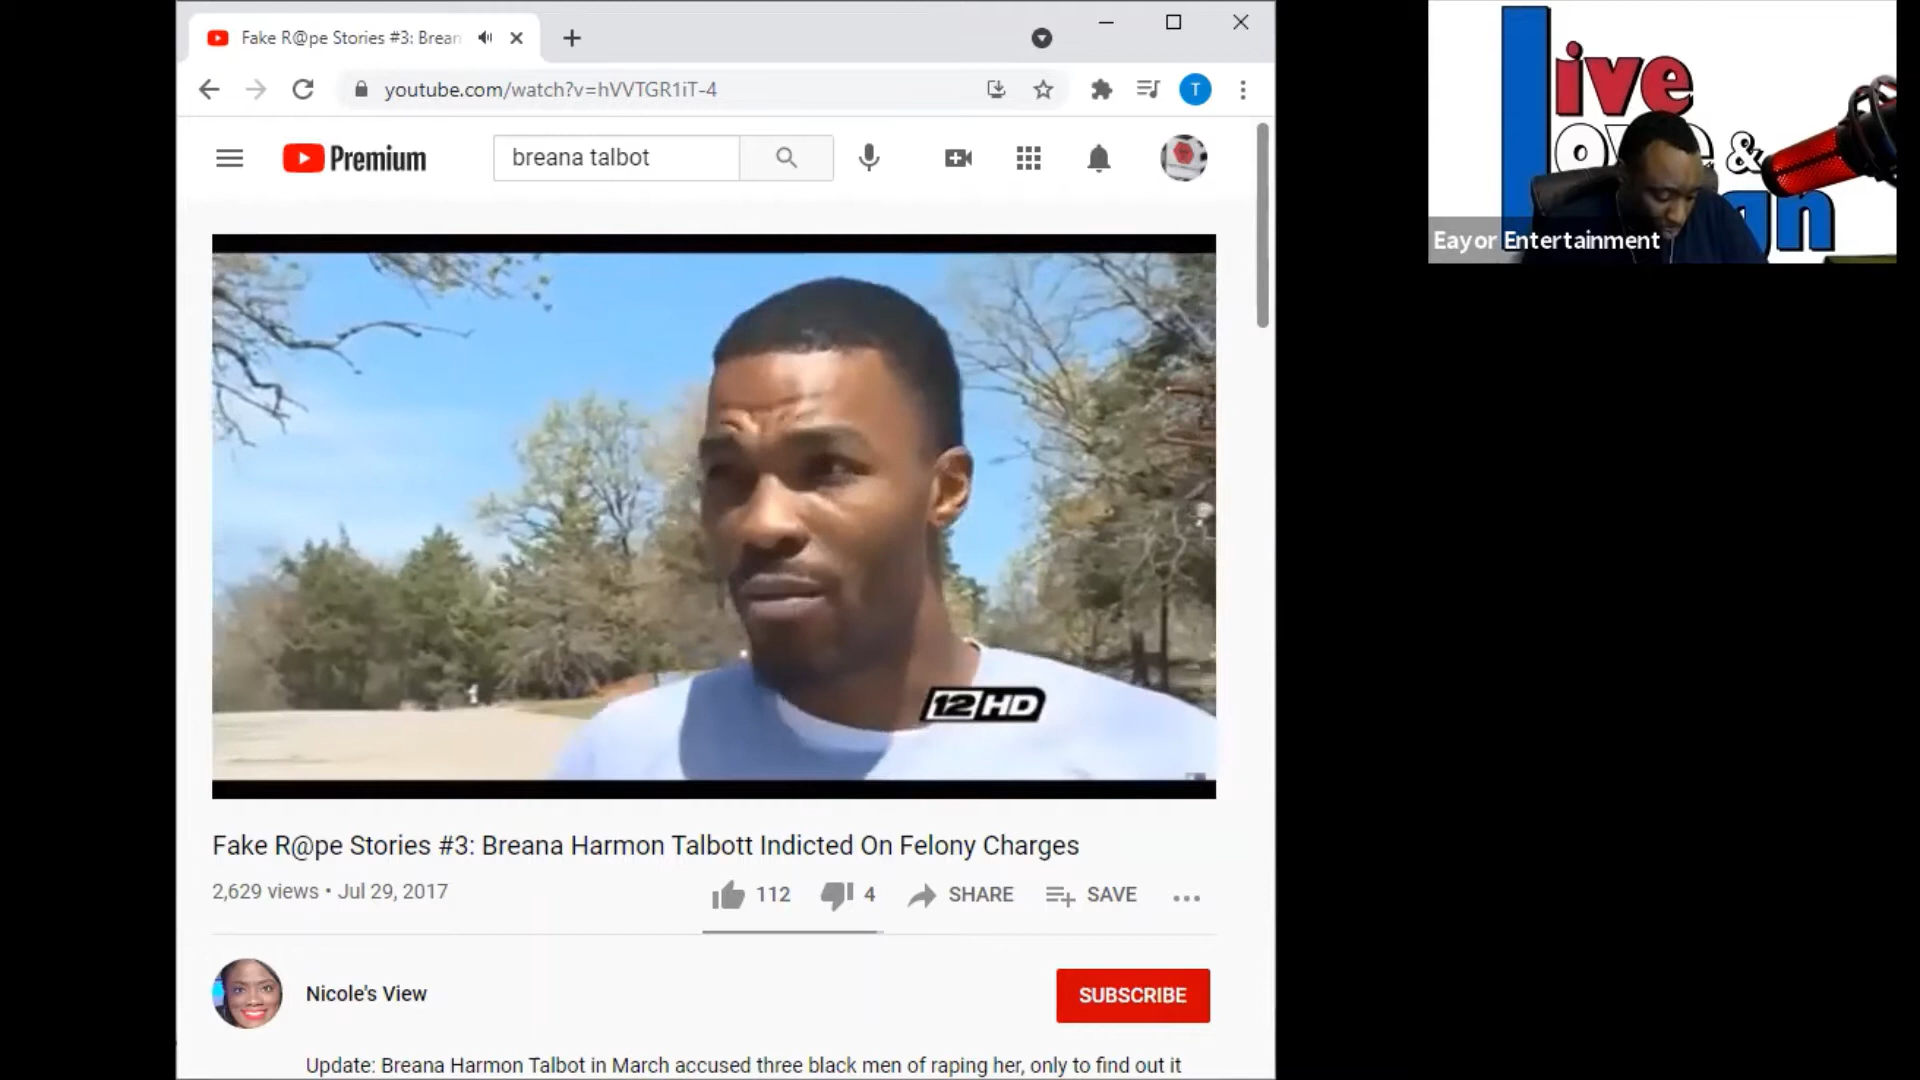 Fake R@pe Stories #3: Brean
youtube.com/watch?v=hVVTGR1iT-4
T
Premium
breana talbot
12 HD
Fake R@pe Stories #3: Breana Harmon Talbott Indicted On Felony Charges
2,629 views • Jul 29, 2017
112
4
SHARE
SAVE
Nicole's View
SUBSCRIBE
Update: Breana Harmon Talbot in March accused three black men of raping her, only to find out it
Live
&
Eayor Entertainment